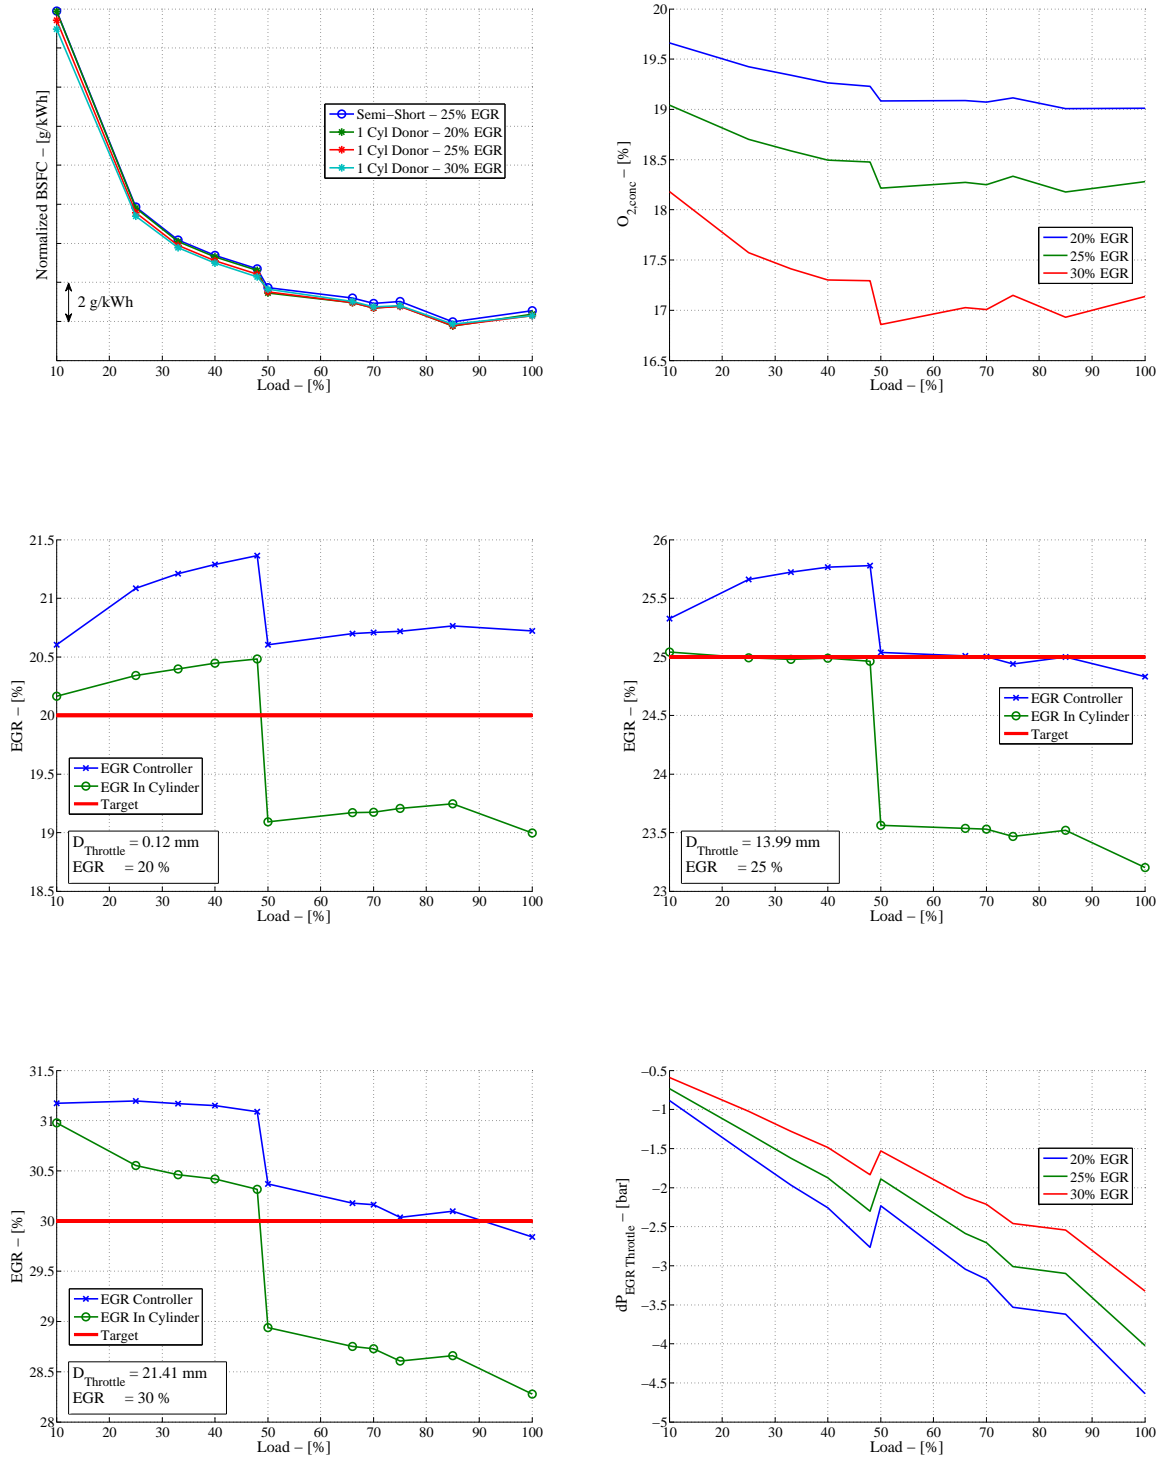 Normalized BSFC − [g/kWh]
Semi−Short − 25% EGR
1 Cyl Donor − 20% EGR
1 Cyl Donor − 25% EGR
1 Cyl Donor − 30% EGR
2 g/kWh
10 20 30 40 50 60 70 80 90 100
Load − [%]
20
19.5
19
18.5
18
17.5
17
16.5
O2,conc − [%]
20% EGR
25% EGR
30% EGR
10 20 30 40 50 60 70 80 90 100
Load − [%]
21.5
21
20.5
20
19.5
19
18.5
EGR − [%]
EGR Controller
EGR In Cylinder
Target
DThrottle = 0.12 mm
EGR = 20 %
10 20 30 40 50 60 70 80 90 100
Load − [%]
26
25.5
25
24.5
24
23.5
23
EGR − [%]
EGR Controller
EGR In Cylinder
Target
DThrottle = 13.99 mm
EGR = 25 %
10 20 30 40 50 60 70 80 90 100
Load − [%]
31.5
31
30.5
30
29.5
29
28.5
28
EGR − [%]
EGR Controller
EGR In Cylinder
Target
DThrottle = 21.41 mm
EGR = 30 %
10 20 30 40 50 60 70 80 90 100
Load − [%]
−0.5
−1
−1.5
−2
−2.5
−3
−3.5
−4
−4.5
−5
dPEGR Throttle − [bar]
20% EGR
25% EGR
30% EGR
10 20 30 40 50 60 70 80 90 100
Load − [%]